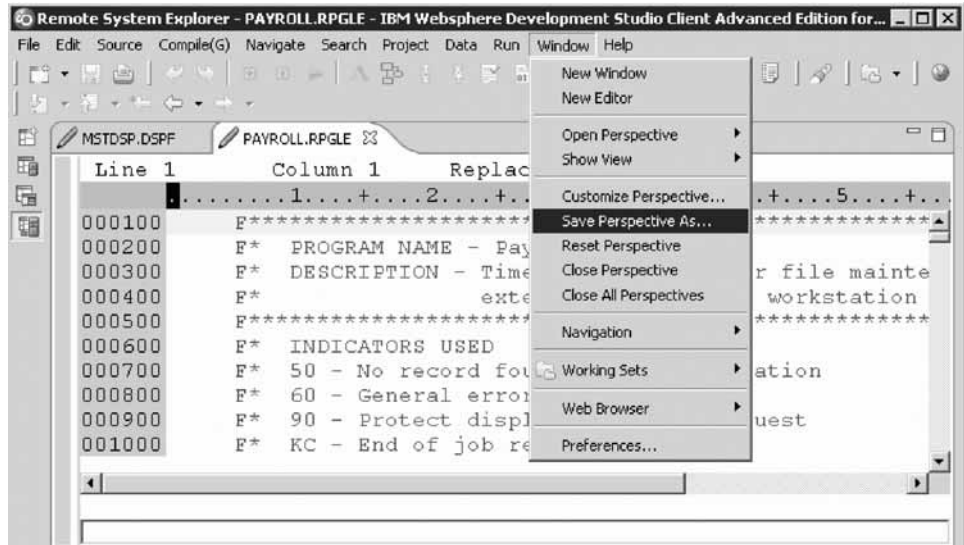 Remote System Explorer - PAYROLL.RPGLE - IBM Websphere Development Studio Client Advanced Edition for...
File Edit Source Compile(G) Navigate Search Project Data Run Window Help
New Window
New Editor
Open Perspective
Show View
Customize Perspective...
Save Perspective As...
Reset Perspective
Close Perspective
Close All Perspectives
Navigation
Working Sets
Web Browser
Preferences...
MSTDSP.DSPF PAYROLL.RPGLE
Line 1 Column 1 Replac
.........1....+....2....+.. .+....5....+...
000100 F********************** **************
000200 F* PROGRAM NAME - Pay
000300 F* DESCRIPTION - Time r file mainte
000400 F* exte workstation
000500 F********************** **************
000600 F* INDICATORS USED
000700 F* 50 - No record fou ation
000800 F* 60 - General error
000900 F* 90 - Protect displ uest
001000 F* KC - End of job re